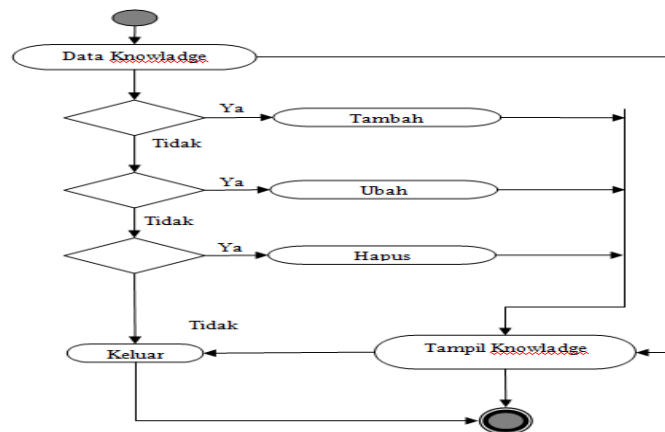 Data Knowladge
Ya
Tambah
Tidak
Ya
Ubah
Tidak
Ya
Hapus
Tidak
Keluar
Tampil Knowladge